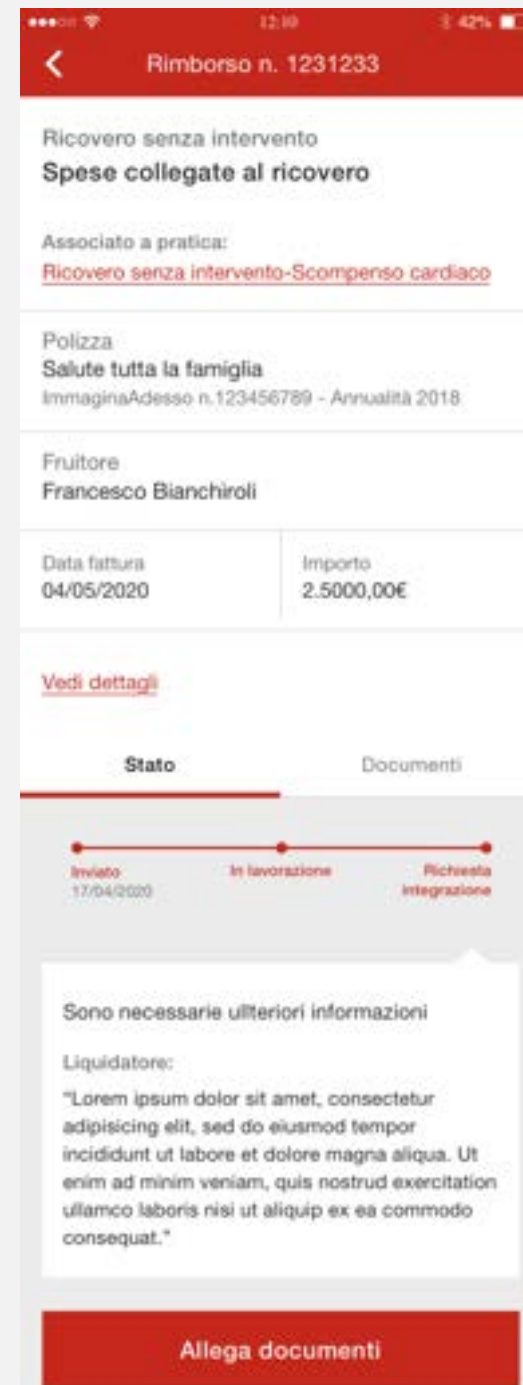 12:10
42%
Rimborso n. 1231233
Ricovero senza intervento
Spese collegate al ricovero
Associato a pratica:
Ricovero senza intervento-Scompenso cardiaco
Polizza
Salute tutta la famiglia
ImmaginaAdesso n.123456789 - Annualità 2018
Fruitore
Francesco Bianchiroli
Data fattura
04/05/2020
Importo
2.5000,00€
Vedi dettagli
Stato
Documenti
Inviato
17/04/2020
In lavorazione
Richiesta
integrazione
Sono necessarie ullteriori informazioni
Liquidatore:
"Lorem ipsum dolor sit amet, consectetur
adipisicing elit, sed do eiusmod tempor
incididunt ut labore et dolore magna aliqua. Ut
enim ad minim veniam, quis nostrud exercitation
ullamco laboris nisi ut aliquip ex ea commodo
consequat."
Allega documenti